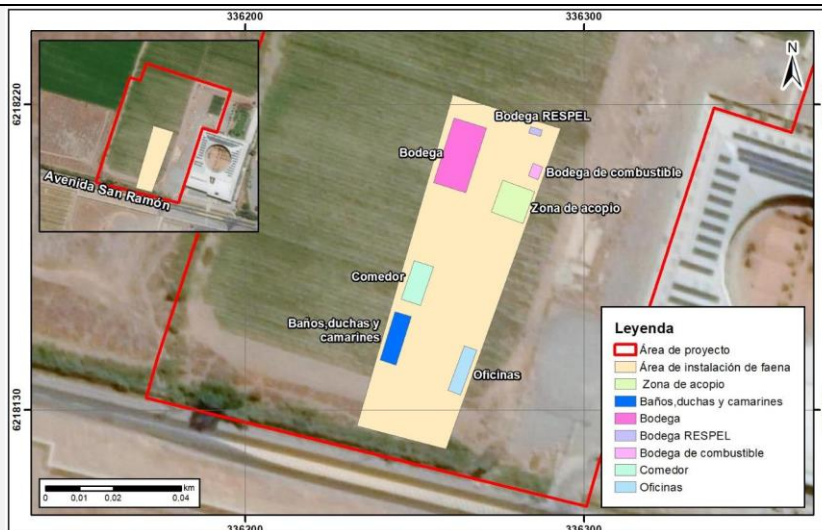 336200
336300
N
6218220
6218130
Avenida San Ramón
Bodega RESPEL
Bodega
Bodega de combustible
Zona de acopio
Comedor
Baños,duchas y
camarines
Oficinas
Leyenda
Área de proyecto
Área de instalación de faena
Zona de acopio
Baños,duchas y camarines
Bodega
Bodega RESPEL
Bodega de combustible
Comedor
Oficinas
km
0 0,01 0,02 0,04
336200
336300